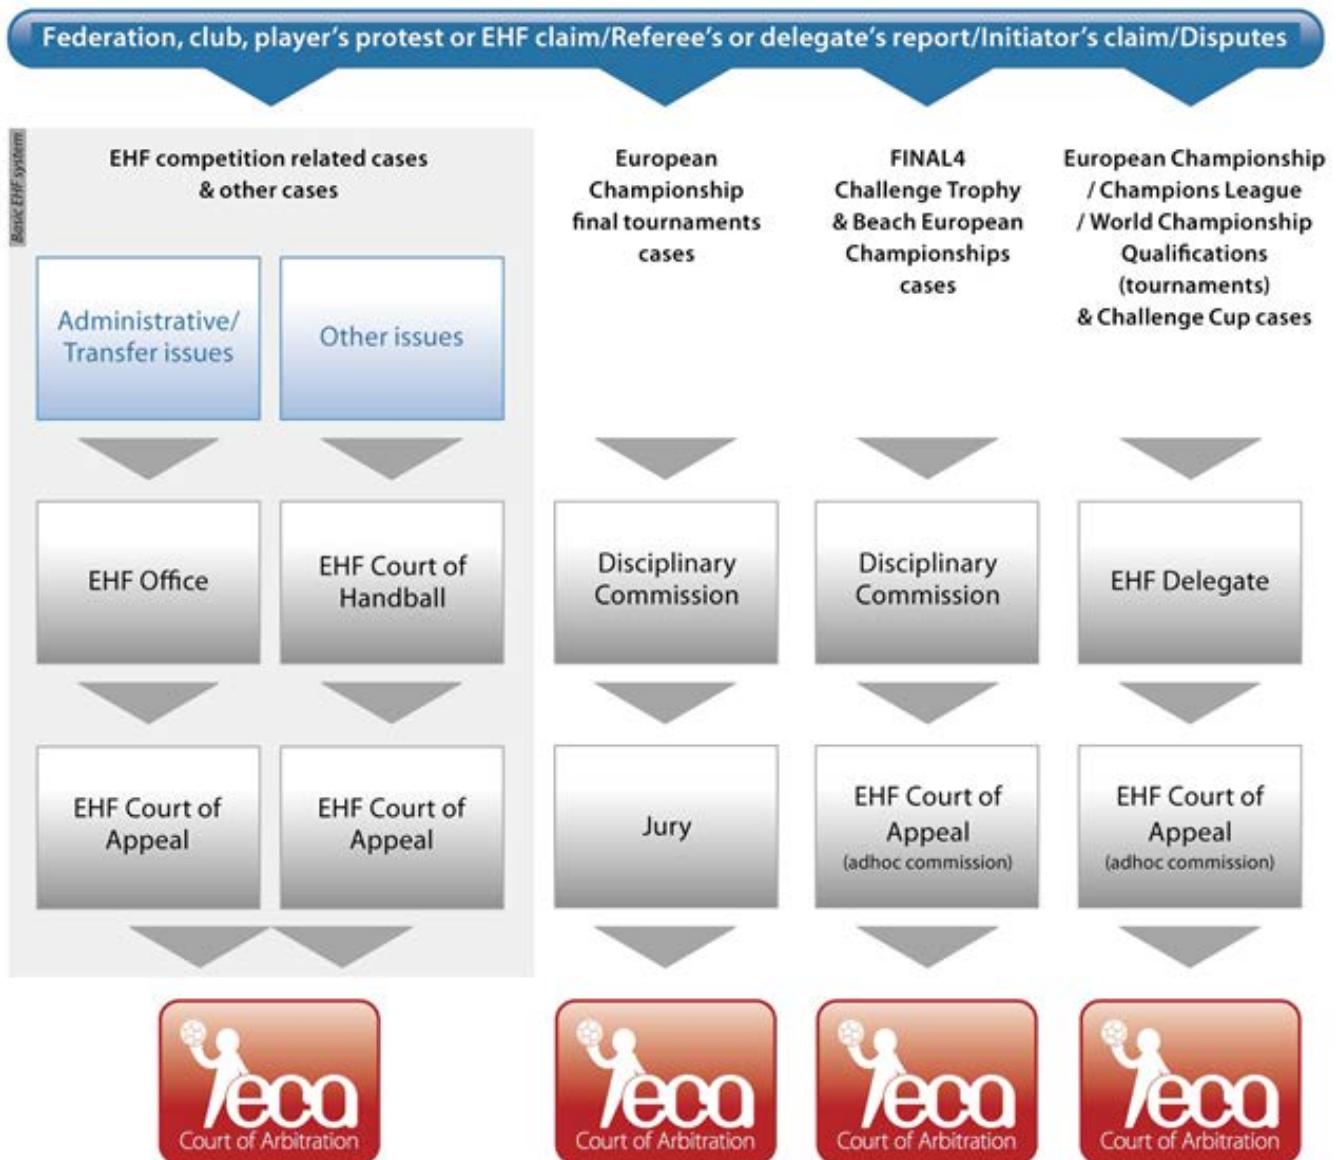 Federation, club, player's protest or EHF claim/Referee's or delegate's report/Initiator's claim/Disputes
Basic EHF system
EHF competition related cases
& other cases
European
Championship
final tournaments
cases
FINAL4
Challenge Trophy
& Beach European
Championships
cases
European Championship
/ Champions League
/ World Championship
Qualifications
(tournaments)
& Challenge Cup cases
Administrative/
Transfer issues
Other issues
EHF Office
EHF Court of
Handball
Disciplinary
Commission
Disciplinary
Commission
EHF Delegate
EHF Court of
Appeal
EHF Court of
Appeal
Jury
EHF Court of
Appeal
(adhoc commission)
EHF Court of
Appeal
(adhoc commission)
eca
Court of Arbitration
eca
Court of Arbitration
eca
Court of Arbitration
eca
Court of Arbitration